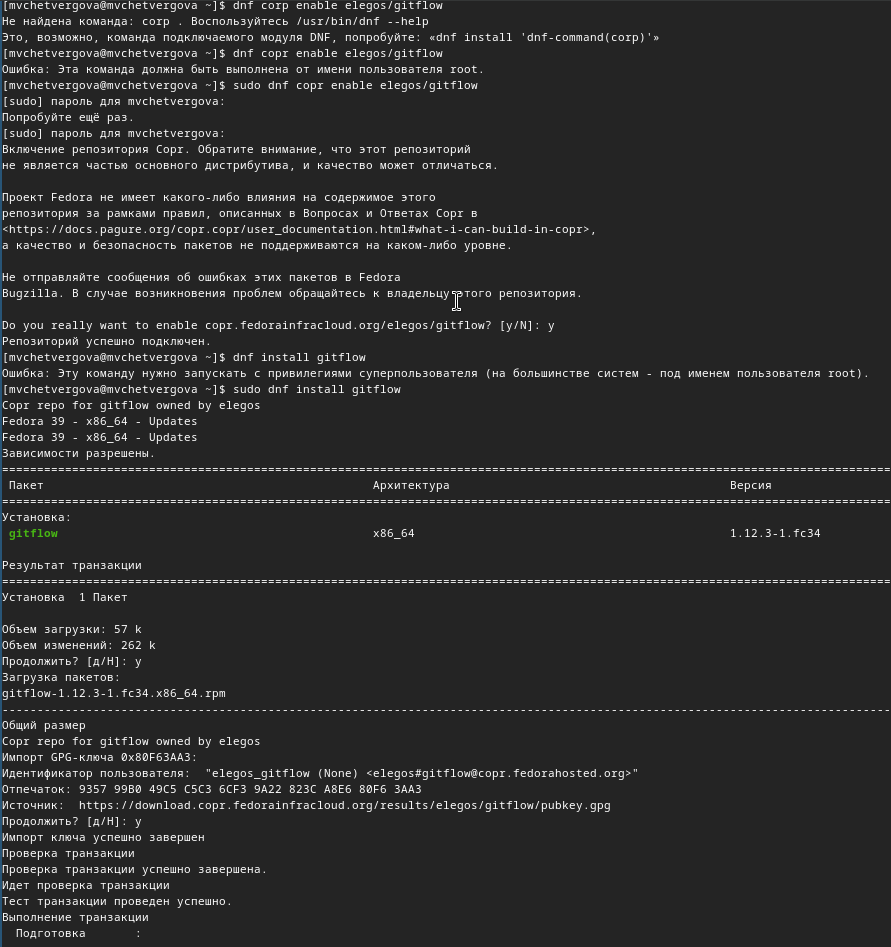 [mvchetvergova@mvchetvergova ~]$ dnf corp enable elegos/gitflow
Не найдена команда: corp . Воспользуйтесь /usr/bin/dnf --help
Это, возможно, команда подключаемого модуля DNF, попробуйте: «dnf install 'dnf-command(corp)'»
[mvchetvergova@mvchetvergova ~]$ dnf copr enable elegos/gitflow
Ошибка: Эта команда должна быть выполнена от имени пользователя root.
[mvchetvergova@mvchetvergova ~]$ sudo dnf copr enable elegos/gitflow
[sudo] пароль для mvchetvergova:
Попробуйте ещё раз.
[sudo] пароль для mvchetvergova:
Включение репозитория Copr. Обратите внимание, что этот репозиторий
не является частью основного дистрибутива, и качество может отличаться.
Проект Fedora не имеет какого-либо влияния на содержимое этого
репозитория за рамками правил, описанных в Вопросах и Ответах Copr в
<https://docs.pagure.org/copr.copr/user_documentation.html#what-i-can-build-in-copr>,
а качество и безопасность пакетов не поддерживаются на каком-либо уровне.
Не отправляйте сообщения об ошибках этих пакетов в Fedora
Bugzilla. В случае возникновения проблем обращайтесь к владельцу этого репозитория.
Do you really want to enable copr.fedorainfracloud.org/elegos/gitflow? [y/N]: y
Репозиторий успешно подключен.
[mvchetvergova@mvchetvergova ~]$ dnf install gitflow
Ошибка: Эту команду нужно запускать с привилегиями суперпользователя (на большинстве систем - под именем пользователя root).
[mvchetvergova@mvchetvergova ~]$ sudo dnf install gitflow
Copr repo for gitflow owned by elegos
Fedora 39 - x86_64 - Updates
Fedora 39 - x86_64 - Updates
Зависимости разрешены.
Пакет Архитектура Версия
Установка:
gitflow x86_64 1.12.3-1.fc34
Результат транзакции
Установка  1 Пакет
Объем загрузки: 57 k
Объем изменений: 262 k
Продолжить? [д/Н]: y
Загрузка пакетов:
gitflow-1.12.3-1.fc34.x86_64.rpm
Общий размер
Copr repo for gitflow owned by elegos
Импорт GPG-ключа 0x80F63AA3:
Идентификатор пользователя:  "elegos_gitflow (None) <elegos#gitflow@copr.fedorahosted.org>"
Отпечаток: 9357 99B0 49C5 C5C3 6CF3 9A22 823C A8E6 80F6 3AA3
Источник:  https://download.copr.fedorainfracloud.org/results/elegos/gitflow/pubkey.gpg
Продолжить? [д/Н]: y
Импорт ключа успешно завершен
Проверка транзакции
Проверка транзакции успешно завершена.
Идет проверка транзакции
Тест транзакции проведен успешно.
Выполнение транзакции
Подготовка       :